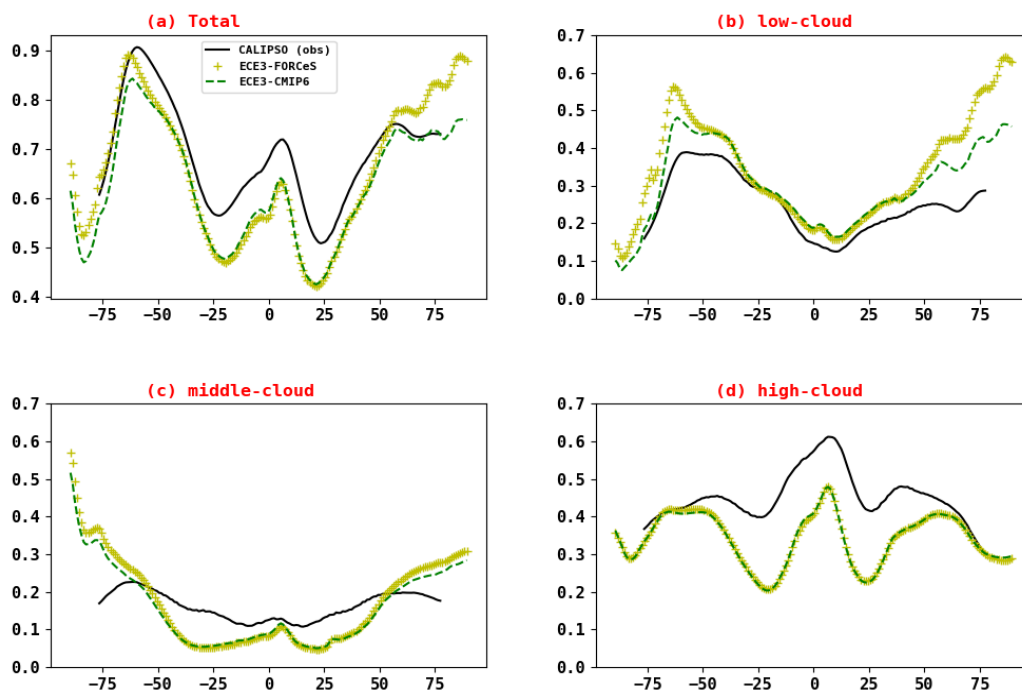 (a) Total
0.9
0.8
0.7
0.6
0.5
0.4
CALIPSO (obs)
ECE3-FORCeS
ECE3-CMIP6
−75 −50 −25 0 25 50 75
(b) low-cloud
0.7
0.6
0.5
0.4
0.3
0.2
0.1
0.0
−75 −50 −25 0 25 50 75
(c) middle-cloud
0.7
0.6
0.5
0.4
0.3
0.2
0.1
0.0
−75 −50 −25 0 25 50 75
(d) high-cloud
0.7
0.6
0.5
0.4
0.3
0.2
0.1
0.0
−75 −50 −25 0 25 50 75